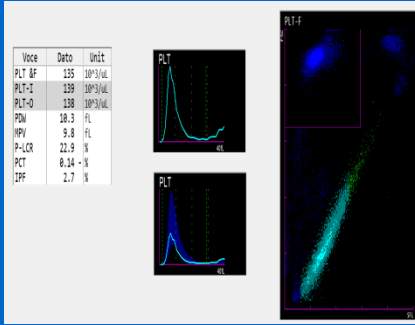 Voce Dato Unit
PLT &F 135 10^3/uL
PLT-I 139 10^3/uL
PLT-O 138 10^3/uL
PDW 10.3 fL
MPV 9.8 fL
P-LCR 22.9 %
PCT 0.14 - %
IPF 2.7 %
PLT
40fL
PLT
40fL
PLT-F